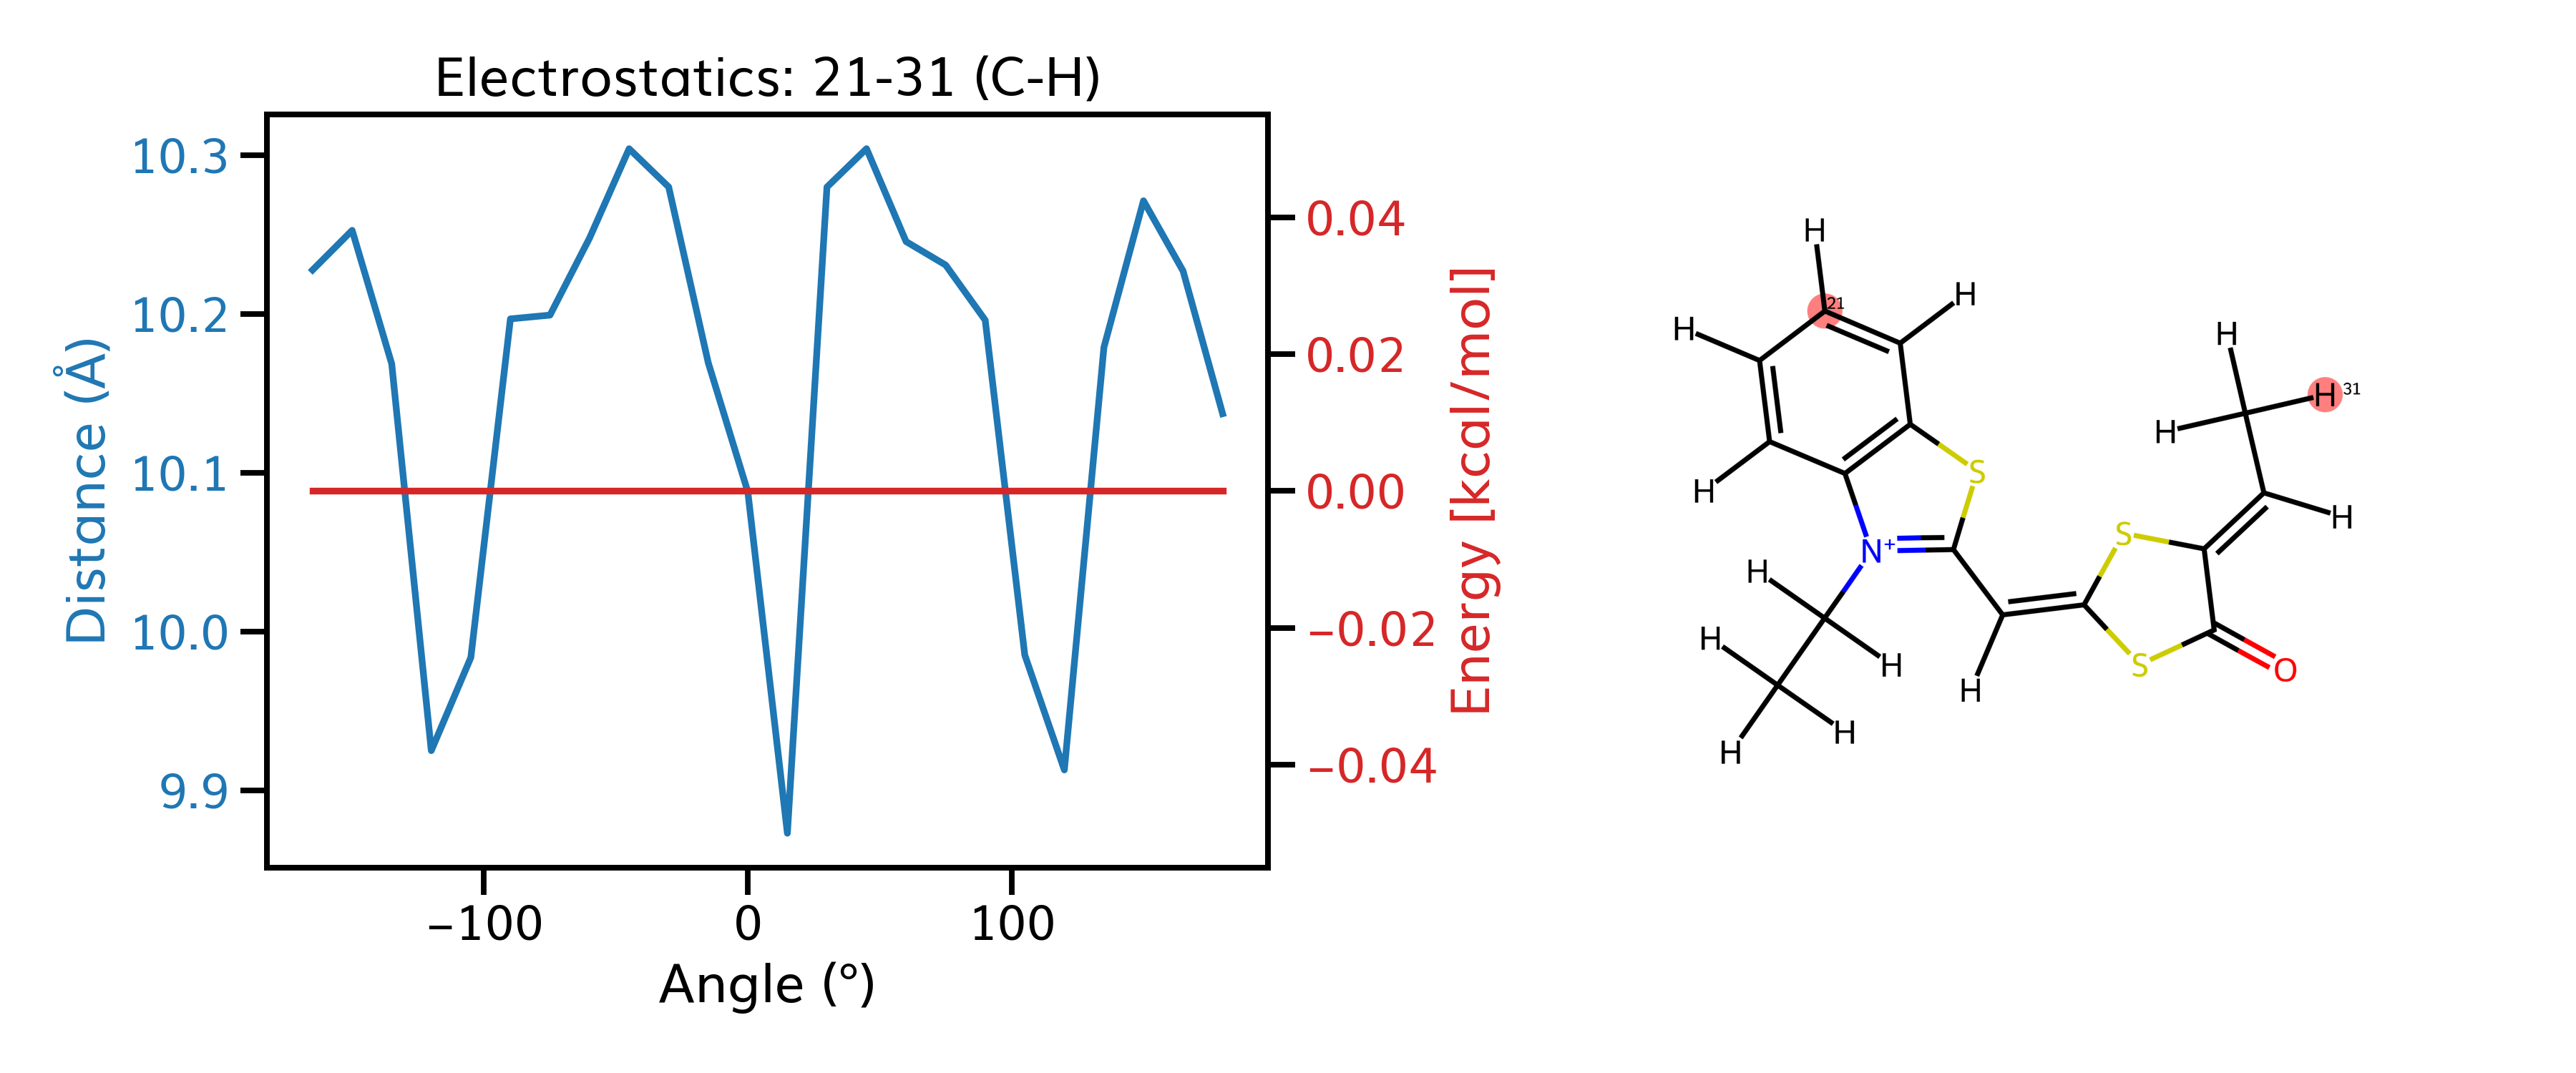 Electrostatics: 21-31 (C-H)
10.3
10.2
10.1
10.0
9.9
Distance (Å)
0.04
0.02
0.00
−0.02
−0.04
Energy [kcal/mol]
−100
0
100
Angle (°)
H
H
21
H
H
H
H 31
H
H
S
H
H
S
N+
H
H
H
S
O
H
H
H